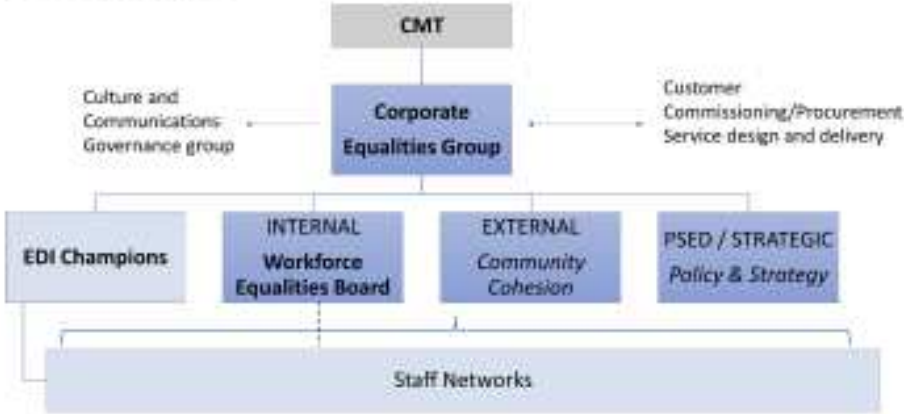 CMT
Culture and
Communications
Governance group
Corporate
Equalities Group
Customer
Commissioning/Procurement
Service design and delivery
EDI Champions
INTERNAL
Workforce
Equalities Board
EXTERNAL
Community
Cohesion
PSED / STRATEGIC
Policy & Strategy
Staff Networks